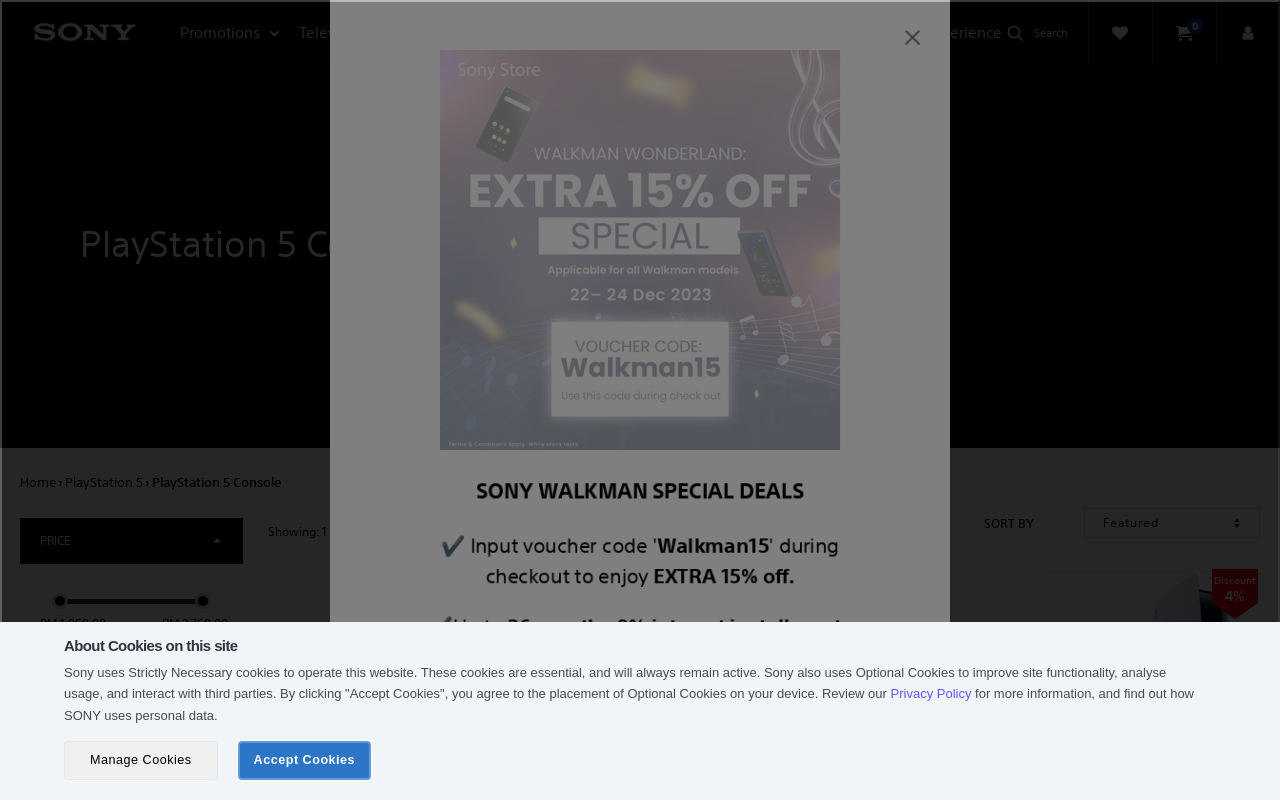 SONY
Promotions
erience
Search
0
Sony Store
WALKMAN WONDERLAND:
EXTRA 15% OFF
SPECIAL
Applicable for all Walkman models
22– 24 Dec 2023
VOUCHER CODE:
Walkman15
Use this code during check out
Terms & Conditions Apply. While stock lasts.
PlayStation 5 C
Home › PlayStation 5 › PlayStation 5 Console
PRICE
Showing: 1
SORT BY
Featured
Discount
4%
SONY WALKMAN SPECIAL DEALS
✔️ Input voucher code 'Walkman15' during
checkout to enjoy EXTRA 15% off.
About Cookies on this site
Sony uses Strictly Necessary cookies to operate this website. These cookies are essential, and will always remain active. Sony also uses Optional Cookies to improve site functionality, analyse
usage, and interact with third parties. By clicking "Accept Cookies", you agree to the placement of Optional Cookies on your device. Review our Privacy Policy for more information, and find out how
SONY uses personal data.
Manage Cookies
Accept Cookies